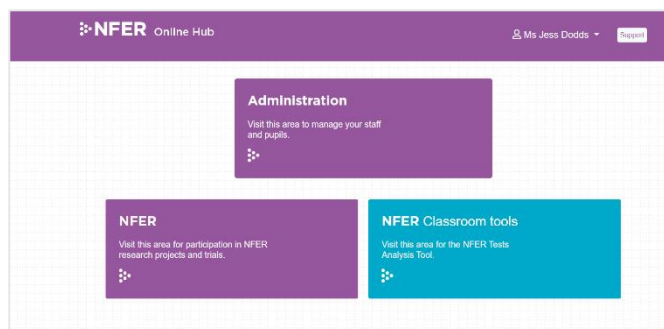 NFER Online Hub
Ms Jess Dodds
Support
Administration
Visit this area to manage your staff
and pupils.
NFER
Visit this area for participation in NFER
research projects and trials.
NFER Classroom tools
Visit this area for the NFER Tests
Analysis Tool.